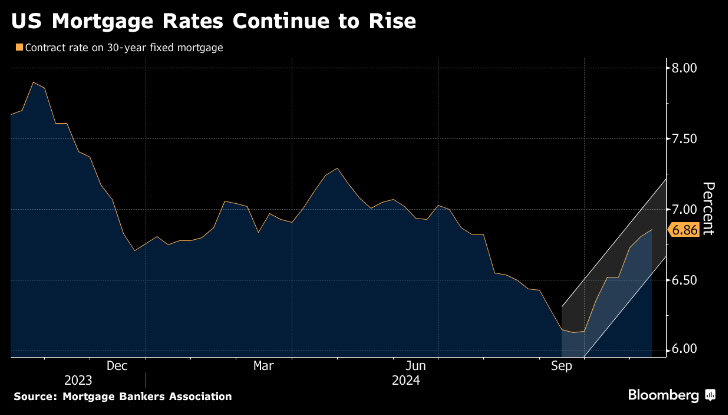 US Mortgage Rates Continue to Rise
Contract rate on 30-year fixed mortgage
8.00
7.50
7.00
6.86
6.50
6.00
Percent
Dec Mar Jun Sep
2023 2024
Source: Mortgage Bankers Association
Bloomberg